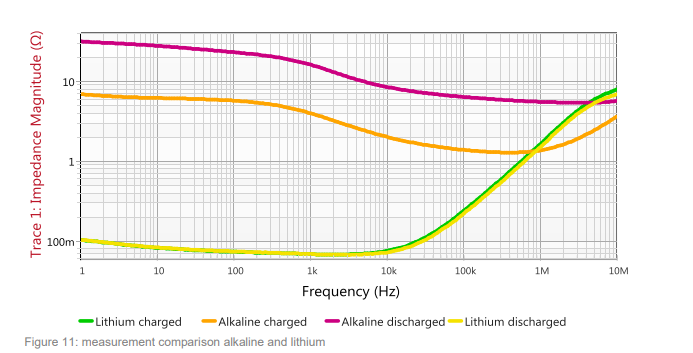 Trace 1: Impedance Magnitude (Ω)
10
1
100m
1 10 100 1k 10k 100k 1M 10M
Frequency (Hz)
Lithium charged Alkaline charged Alkaline discharged Lithium discharged
Figure 11: measurement comparison alkaline and lithium